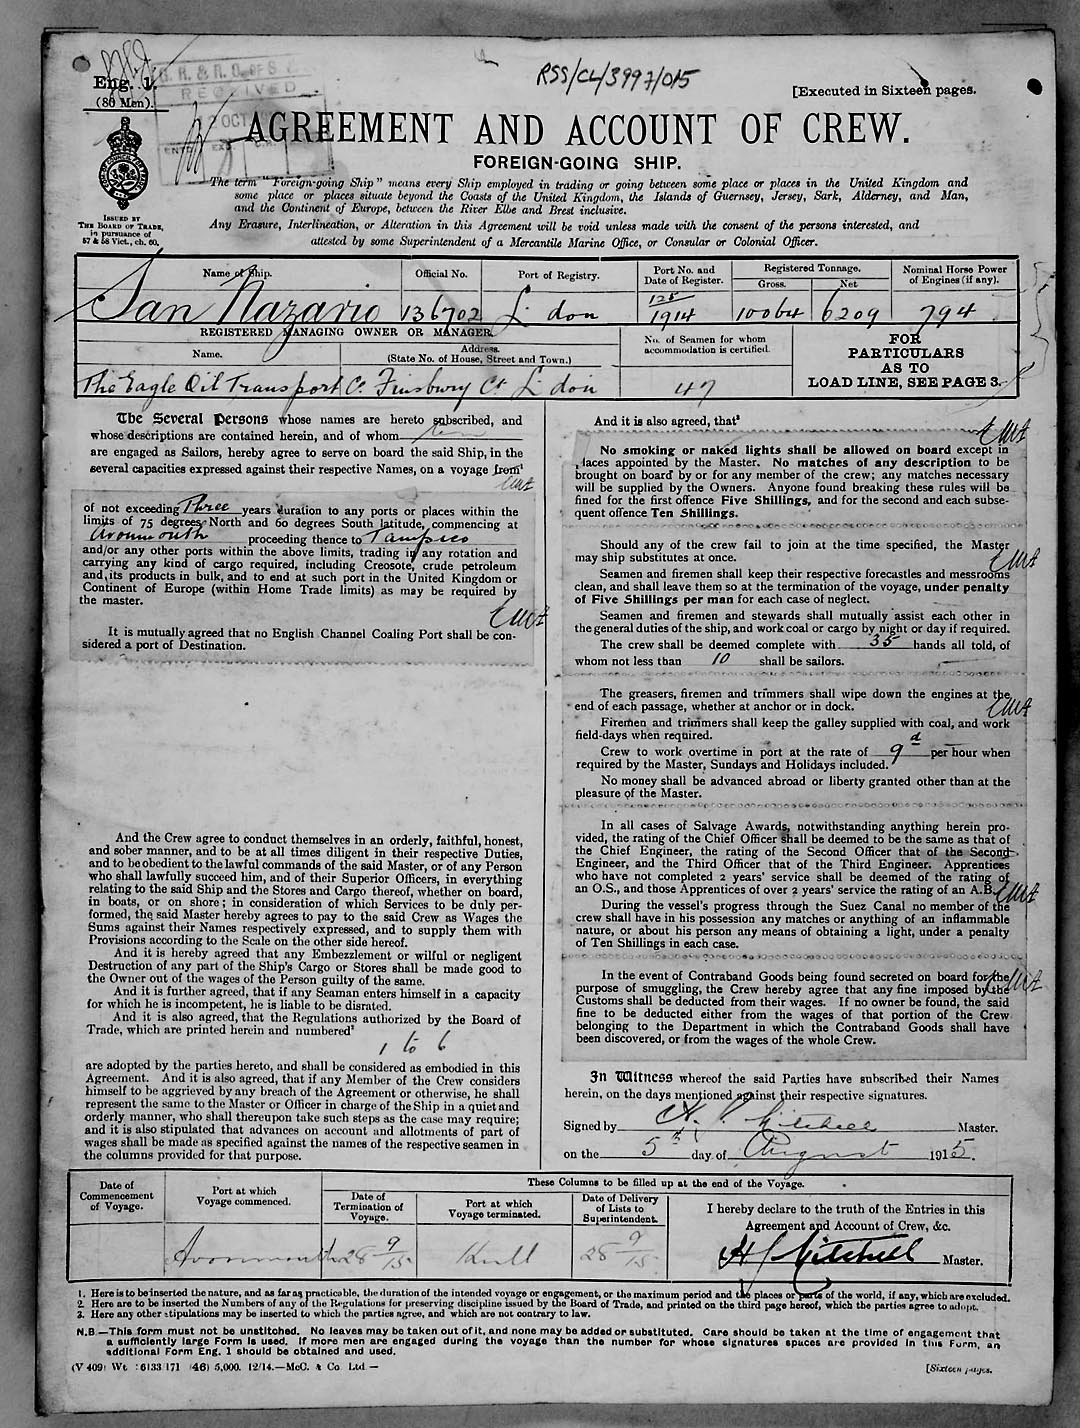 RSS/CL/3997/015
Eng. 1.
(80 Men).
G. R. & R. O. OF S &
RECEIVED
OCT
[Executed in Sixteen pages.
AGREEMENT AND ACCOUNT OF CREW.
FOREIGN-GOING SHIP.
The term "Foreign-going Ship" means every Ship employed in trading or going between some place or places in the United Kingdom and
some place or places situate beyond the Coasts of the United Kingdom, the Islands of Guernsey, Jersey, Sark, Alderney, and Man,
and the Continent of Europe, between the River Elbe and Brest inclusive.
Any Erasure, Interlineation, or Alteration in this Agreement will be void unless made with the consent of the persons interested, and
attested by some Superintendent of a Mercantile Marine Office, or Consular or Colonial Officer.
ISSUED BY
THE BOARD OF TRADE,
in pursuance of
57 & 58 Vict., ch. 60.
Name of Ship.
Official No.
Port of Registry.
Port No. and
Date of Register.
Registered Tonnage.
Gross.
Net
Nominal Horse Power
of Engines (if any).
San Nazario
136702
L don
125
1914
10064
6209
794
REGISTERED MANAGING OWNER OR MANAGER.
Name.
Address.
(State No. of House, Street and Town.)
No. of Seamen for whom
accommodation is certified.
FOR
PARTICULARS
AS TO
LOAD LINE, SEE PAGE 3.
The Eagle Oil Transport Co. Finsbury Ct L don
47
The Several Persons whose names are hereto subscribed, and
whose descriptions are contained herein, and of whom ten
are engaged as Sailors, hereby agree to serve on board the said Ship, in the
several capacities expressed against their respective Names, on a voyage from¹
of not exceeding Three years duration to any ports or places within the
limits of 75 degrees North and 60 degrees South latitude, commencing at
Avonmouth proceeding thence to Tampico
and/or any other ports within the above limits, trading in any rotation and
carrying any kind of cargo required, including Creosote, crude petroleum
and its products in bulk, and to end at such port in the United Kingdom or
Continent of Europe (within Home Trade limits) as may be required by
the master.
It is mutually agreed that no English Channel Coaling Port shall be con-
sidered a port of Destination.
And the Crew agree to conduct themselves in an orderly, faithful, honest,
and sober manner, and to be at all times diligent in their respective Duties,
and to be obedient to the lawful commands of the said Master, or of any Person
who shall lawfully succeed him, and of their Superior Officers, in everything
relating to the said Ship and the Stores and Cargo thereof, whether on board,
in boats, or on shore; in consideration of which Services to be duly per-
formed, the said Master hereby agrees to pay to the said Crew as Wages the
Sums against their Names respectively expressed, and to supply them with
Provisions according to the Scale on the other side hereof.
And it is hereby agreed that any Embezzlement or wilful or negligent
Destruction of any part of the Ship's Cargo or Stores shall be made good to
the Owner out of the wages of the Person guilty of the same.
And it is further agreed, that if any Seaman enters himself in a capacity
for which he is incompetent, he is liable to be disrated.
And it is also agreed, that the Regulations authorized by the Board of
Trade, which are printed herein and numbered²
1 to 6
are adopted by the parties hereto, and shall be considered as embodied in this
Agreement. And it is also agreed, that if any Member of the Crew considers
himself to be aggrieved by any breach of the Agreement or otherwise, he shall
represent the same to the Master or Officer in charge of the Ship in a quiet and
orderly manner, who shall thereupon take such steps as the case may require;
and it is also stipulated that advances on account and allotments of part of
wages shall be made as specified against the names of the respective seamen in
the columns provided for that purpose.
And it is also agreed, that³
No smoking or naked lights shall be allowed on board except in
laces appointed by the Master. No matches of any description to be
brought on board by or for any member of the crew; any matches necessary
will be supplied by the Owners. Anyone found breaking these rules will be
fined for the first offence Five Shillings, and for the second and each subse-
quent offence Ten Shillings.
Should any of the crew fail to join at the time specified, the Master
may ship substitutes at once.
Seamen and firemen shall keep their respective forecastles and messrooms
clean, and shall leave them so at the termination of the voyage, under penalty
of Five Shillings per man for each case of neglect.
Seamen and firemen and stewards shall mutually assist each other in
the general duties of the ship, and work coal or cargo by night or day if required.
The crew shall be deemed complete with 35 hands all told, of
whom not less than 10 shall be sailors.
The greasers, firemen and trimmers shall wipe down the engines at the
end of each passage, whether at anchor or in dock.
Firemen and trimmers shall keep the galley supplied with coal, and work
field-days when required.
Crew to work overtime in port at the rate of 9d per hour when
required by the Master, Sundays and Holidays included.
No money shall be advanced abroad or liberty granted other than at the
pleasure of the Master.
In all cases of Salvage Awards, notwithstanding anything herein pro-
vided, the rating of the Chief Officer shall be deemed to be the same as that of
the Chief Engineer, the rating of the Second Officer that of the Second
Engineer, and the Third Officer that of the Third Engineer. Apprentices
who have not completed 2 years' service shall be deemed of the rating of
an O.S., and those Apprentices of over 2 years' service the rating of an A.B.
During the vessel's progress through the Suez Canal no member of the
crew shall have in his possession any matches or anything of an inflammable
nature, or about his person any means of obtaining a light, under a penalty
of Ten Shillings in each case.
In the event of Contraband Goods being found secreted on board for the
purpose of smuggling, the Crew hereby agree that any fine imposed by the
Customs shall be deducted from their wages. If no owner be found, the said
fine to be deducted either from the wages of that portion of the Crew
belonging to the Department in which the Contraband Goods shall have
been discovered, or from the wages of the whole Crew.
In Witness whereof the said Parties have subscribed their Names
herein, on the days mentioned against their respective signatures.
Signed by H. J. Mitchell Master.
on the 5th day of August 1915.
Date of
Commencement
of Voyage.
Port at which
Voyage commenced.
These Columns to be filled up at the end of the Voyage.
Date of
Termination of
Voyage.
Port at which
Voyage terminated.
Date of Delivery
of Lists to
Superintendent.
I hereby declare to the truth of the Entries in this
Agreement and Account of Crew, &c.
Avonmouth
28 9/15
Hull
28 9/15
H J Mitchell Master.
1. Here is to be inserted the nature, and as far as practicable, the duration of the intended voyage or engagement, or the maximum period and the places or parts of the world, if any, which are excluded.
2. Here are to be inserted the Numbers of any of the Regulations for preserving discipline issued by the Board of Trade, and printed on the third page hereof, which the parties agree to adopt.
3. Here any other stipulations may be inserted to which the parties agree, and which are not contrary to law.
N.B.—This form must not be unstitched. No leaves may be taken out of it, and none may be added or substituted. Care should be taken at the time of engagement that
a sufficiently large Form is used. If more men are engaged during the voyage than the number for whose signatures spaces are provided in this Form, an
additional Form Eng. 1 should be obtained and used.
(V 409) Wt. 6133/171 (46) 5,000. 12/14.—McC. & Co. Ltd.—
[Sixteen pages.